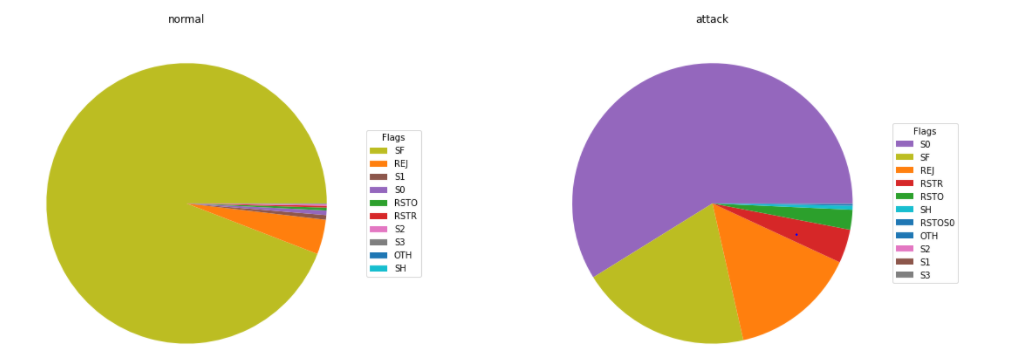 normal
Flags
SF
REJ
S1
S0
RSTO
RSTR
S2
S3
OTH
SH
attack
Flags
S0
SF
REJ
RSTR
RSTO
SH
RSTOS0
OTH
S2
S1
S3